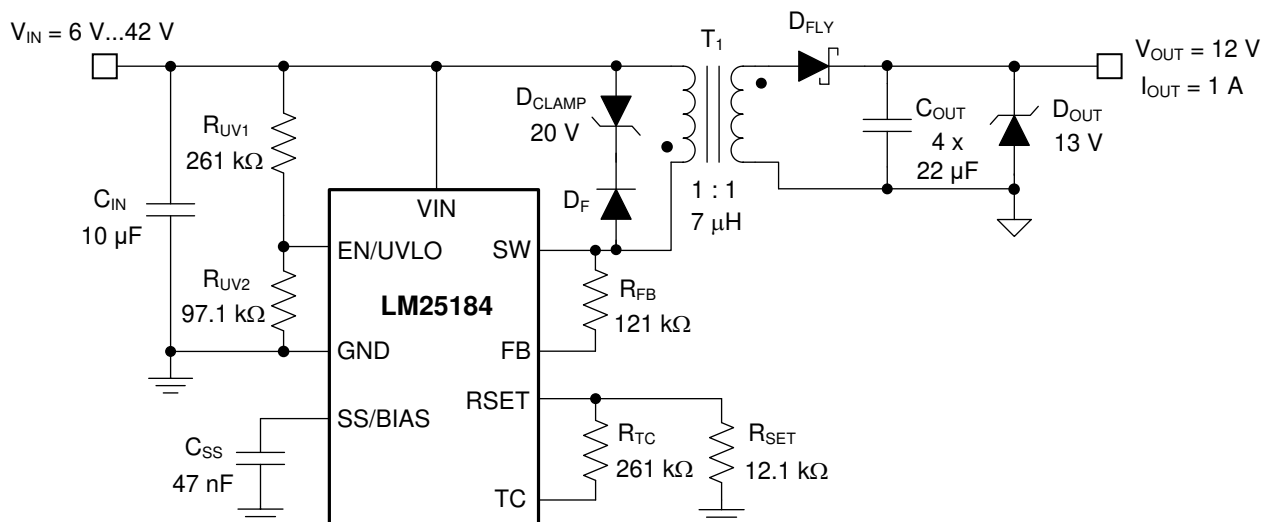 V_IN = 6 V...42 V
T₁
D_FLY
V_OUT = 12 V
I_OUT = 1 A
D_CLAMP
20 V
R_UV1
261 kΩ
C_OUT
4 x
22 µF
D_OUT
13 V
C_IN
10 µF
D_F
1 : 1
7 µH
VIN
EN/UVLO
SW
R_UV2
97.1 kΩ
LM25184
R_FB
121 kΩ
GND
FB
RSET
SS/BIAS
C_SS
47 nF
R_TC
261 kΩ
R_SET
12.1 kΩ
TC